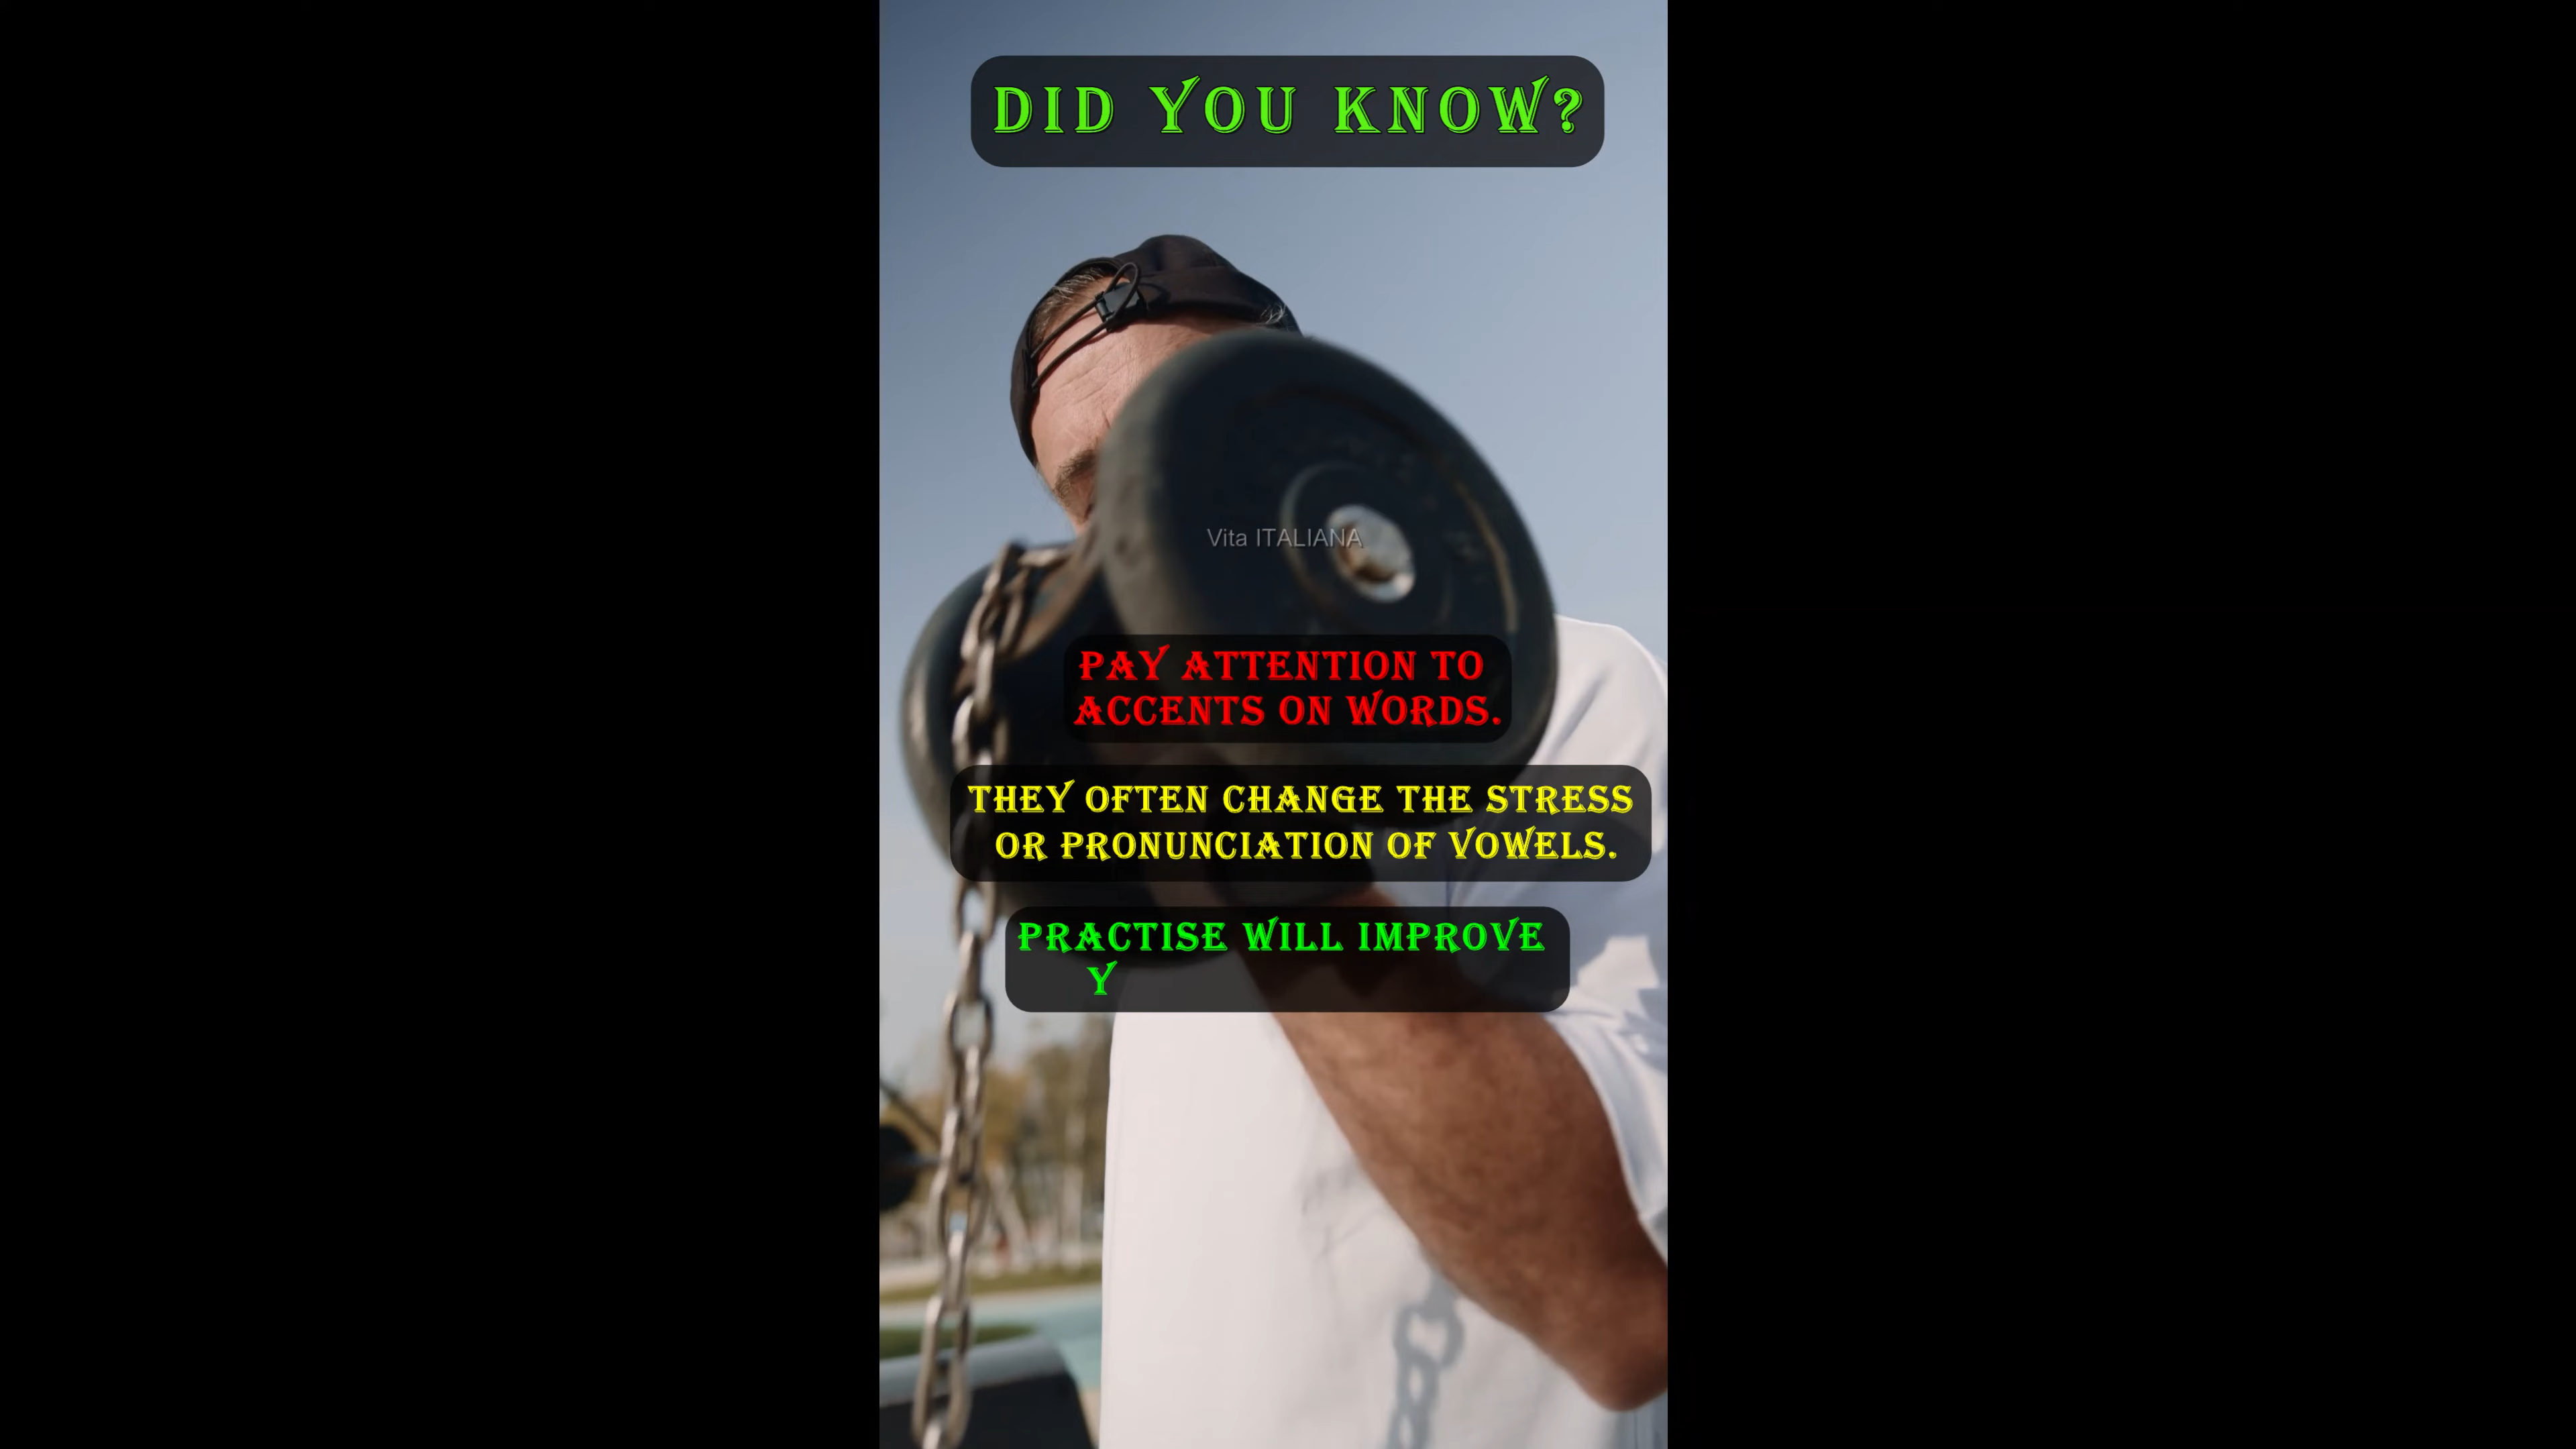 DID YOU KNOW?
Vita ITALIANA
PAY ATTENTION TO
ACCENTS ON WORDS.
THEY OFTEN CHANGE THE STRESS
OR PRONUNCIATION OF VOWELS.
PRACTISE WILL IMPROVE
Y